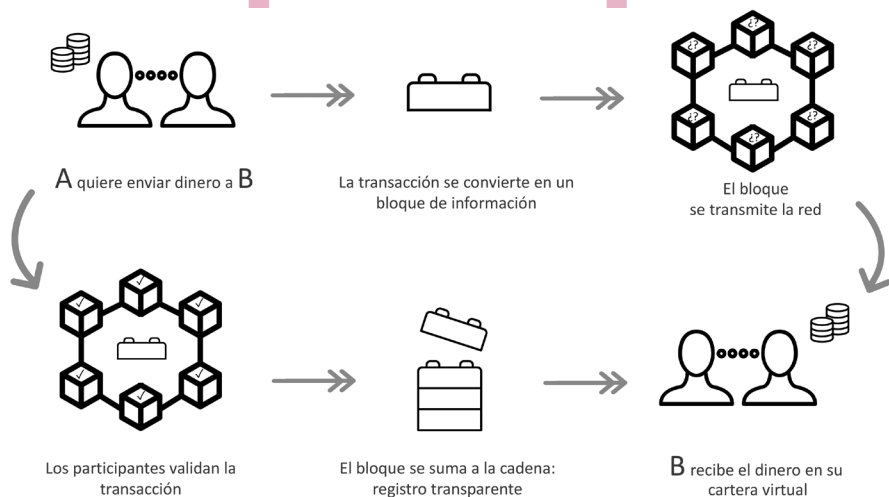 ¿?
¿?
¿?
¿?
¿?
¿?
A quiere enviar dinero a B
La transacción se convierte en un
bloque de información
El bloque
se transmite la red
Los participantes validan la
transacción
El bloque se suma a la cadena:
registro transparente
B recibe el dinero en su
cartera virtual